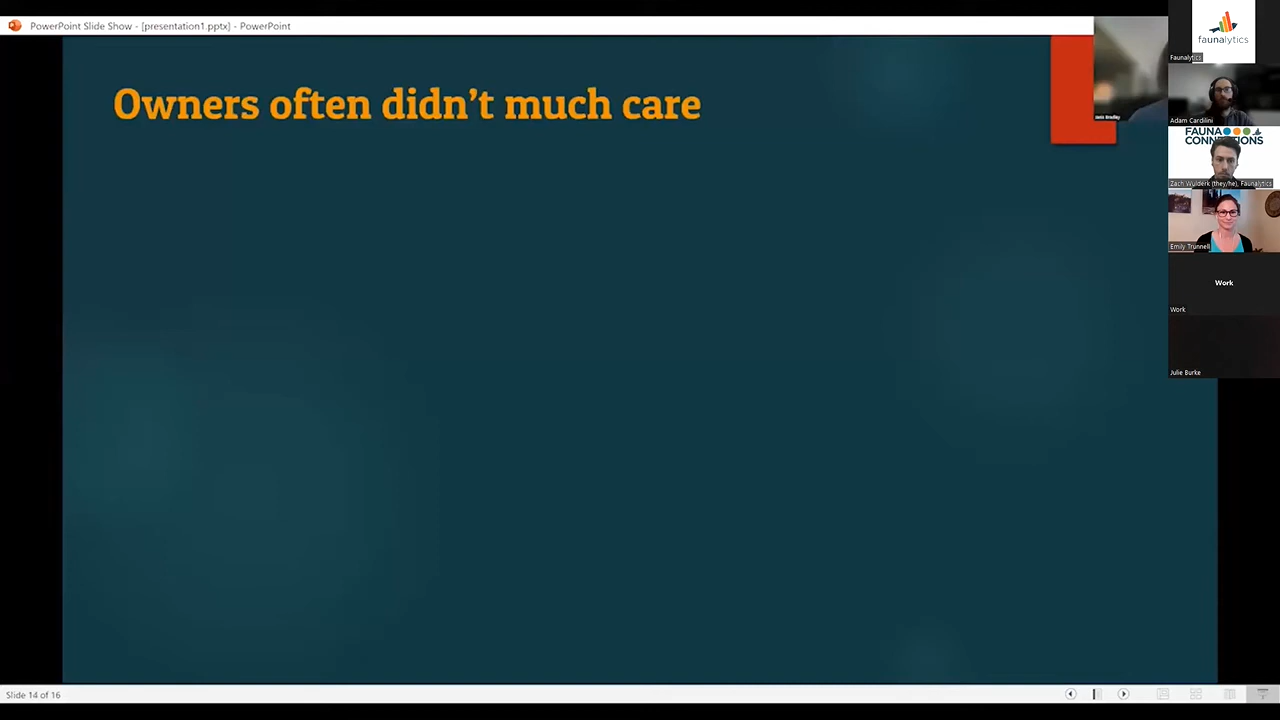 PowerPoint Slide Show - [presentation1.pptx] - PowerPoint
Owners often didn't much care
faunalytics
Faunalytics
Adam Cardilini
FAUNA
CONNECTIONS
Zach Wulderk (they/he), Faunalytics
Emily Trunnell
Work
Work
Julie Burke
Slide 14 of 16